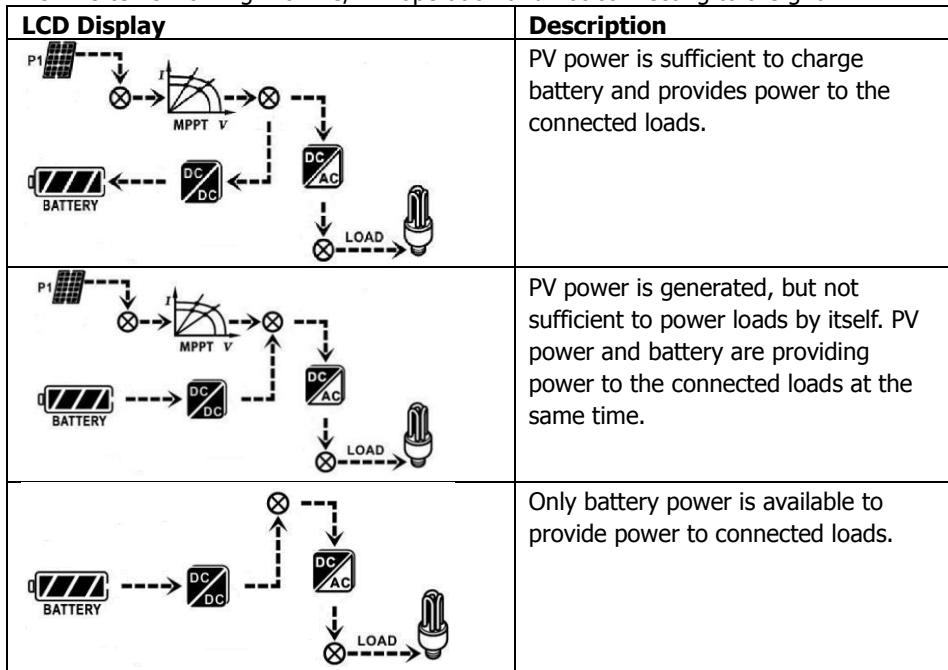 LCD Display
Description
P1
I
MPPT V
DC
DC
DC
AC
BATTERY
LOAD
PV power is sufficient to charge
battery and provides power to the
connected loads.
P1
I
MPPT V
DC
DC
DC
AC
BATTERY
LOAD
PV power is generated, but not
sufficient to power loads by itself. PV
power and battery are providing
power to the connected loads at the
same time.
DC
DC
DC
AC
BATTERY
LOAD
Only battery power is available to
provide power to connected loads.